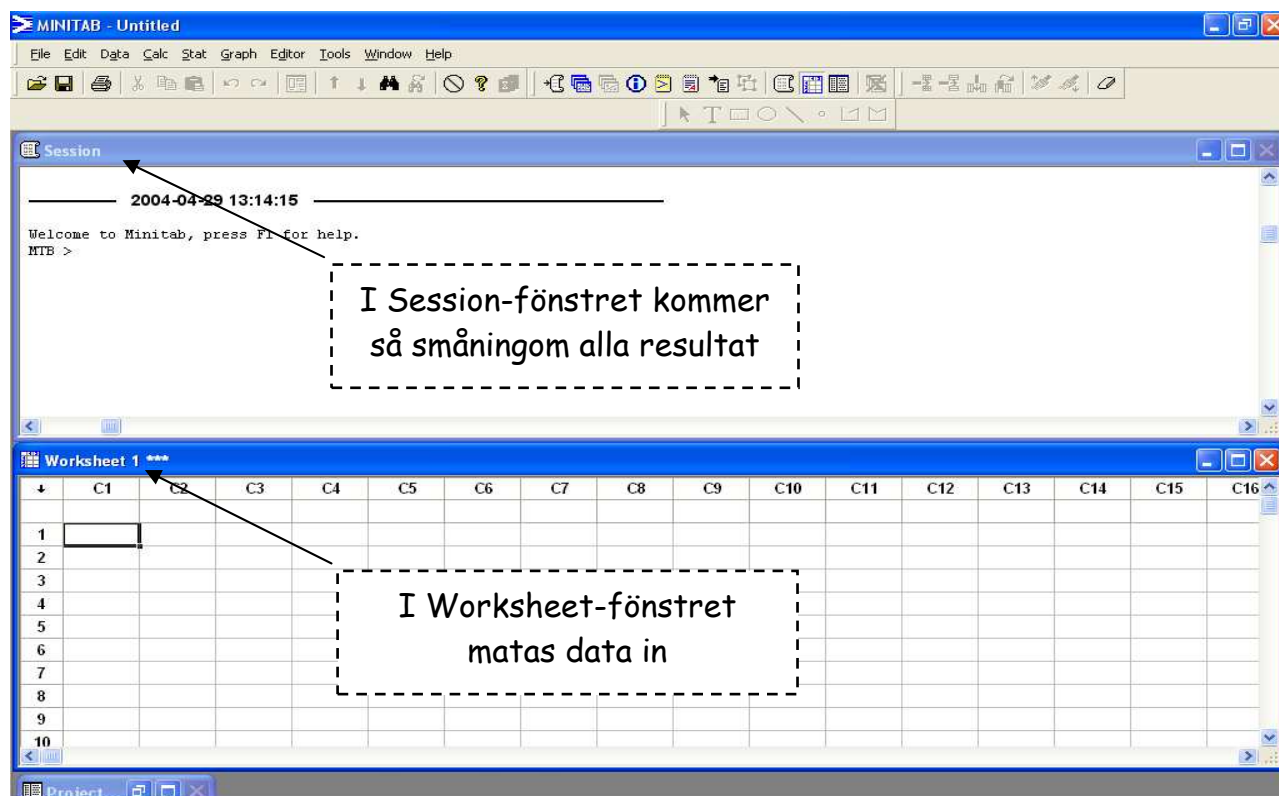 MINITAB - Untitled
File Edit Data Calc Stat Graph Editor Tools Window Help
Session
2004-04-29 13:14:15
Welcome to Minitab, press F1 for help.
MTB >
I Session-fönstret kommer
så småningom alla resultat
Worksheet 1 ***
C1 C2 C3 C4 C5 C6 C7 C8 C9 C10 C11 C12 C13 C14 C15 C16
1
2
3
4
5
6
7
8
9
10
I Worksheet-fönstret
matas data in
Project...